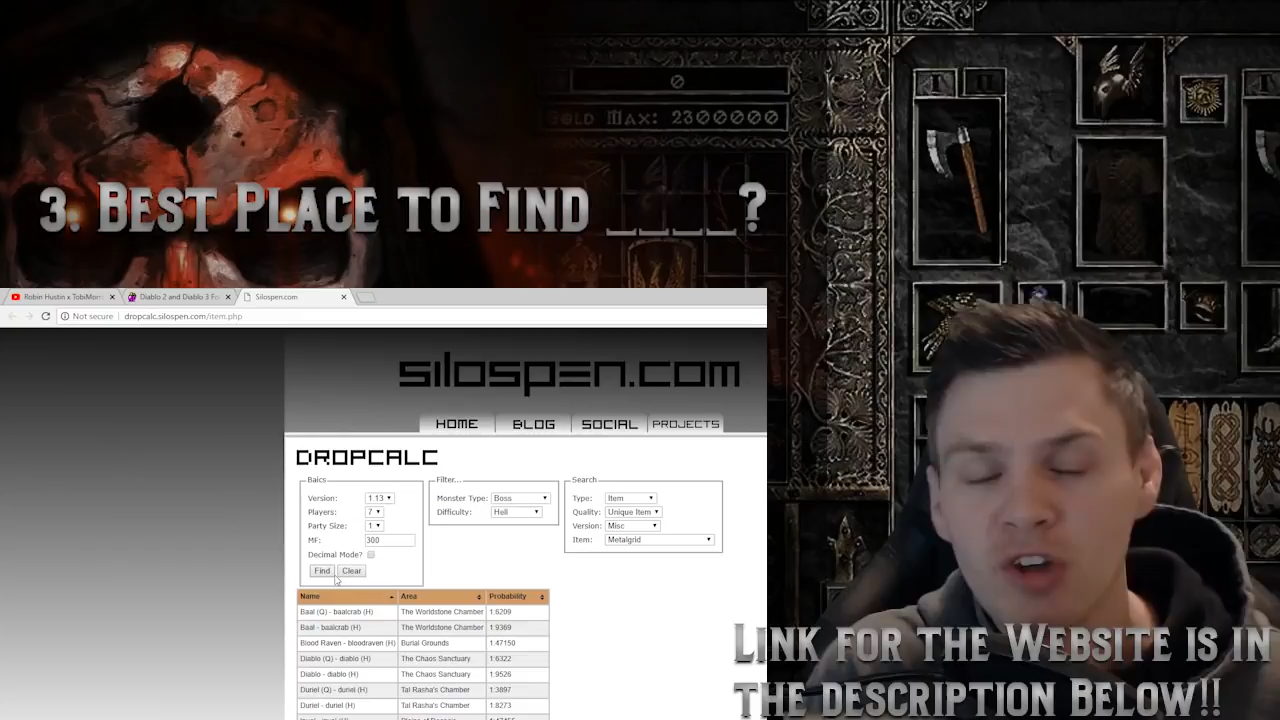 GOLD MAX: 2300000
I II I
3. BEST PLACE TO FIND ____?
Robin Hustin x TobiMorr
Diablo 2 and Diablo 3 Fo
Silospen.com
Not secure | dropcalc.silospen.com/item.php
silospen.com
HOME BLOG SOCIAL PROJECTS
DROPCALC
Baics
Version: 1.13
Players: 7
Party Size: 1
MF: 300
Decimal Mode?
Find Clear
Filter...
Monster Type: Boss
Difficulty: Hell
Search
Type: Item
Quality: Unique Item
Version: Misc
Item: Metalgrid
Name Area Probability
Baal (Q) - baalcrab (H) The Worldstone Chamber 1:6209
Baal - baalcrab (H) The Worldstone Chamber 1:9369
Blood Raven - bloodraven (H) Burial Grounds 1:47150
Diablo (Q) - diablo (H) The Chaos Sanctuary 1:6322
Diablo - diablo (H) The Chaos Sanctuary 1:9526
Duriel (Q) - duriel (H) Tal Rasha's Chamber 1:3897
Duriel - duriel (H) Tal Rasha's Chamber 1:8273
LINK FOR THE WEBSITE IS IN
THE DESCRIPTION BELOW!!